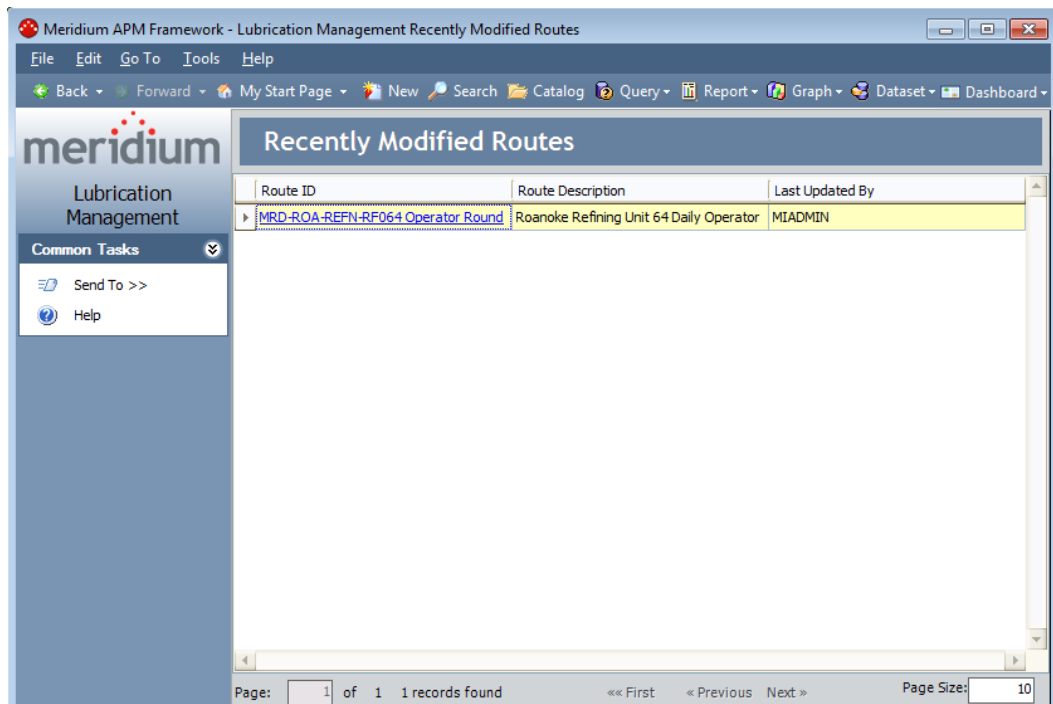 Meridium APM Framework - Lubrication Management Recently Modified Routes
File Edit Go To Tools Help
Back Forward My Start Page New Search Catalog Query Report Graph Dataset Dashboard
meridium
Recently Modified Routes
Lubrication
Management
Common Tasks
Send To >>
Help
Route ID Route Description Last Updated By
MRD-ROA-REFN-RF064 Operator Round Roanoke Refining Unit 64 Daily Operator MIADMIN
Page: 1 of 1 1 records found «« First « Previous Next » Page Size: 10